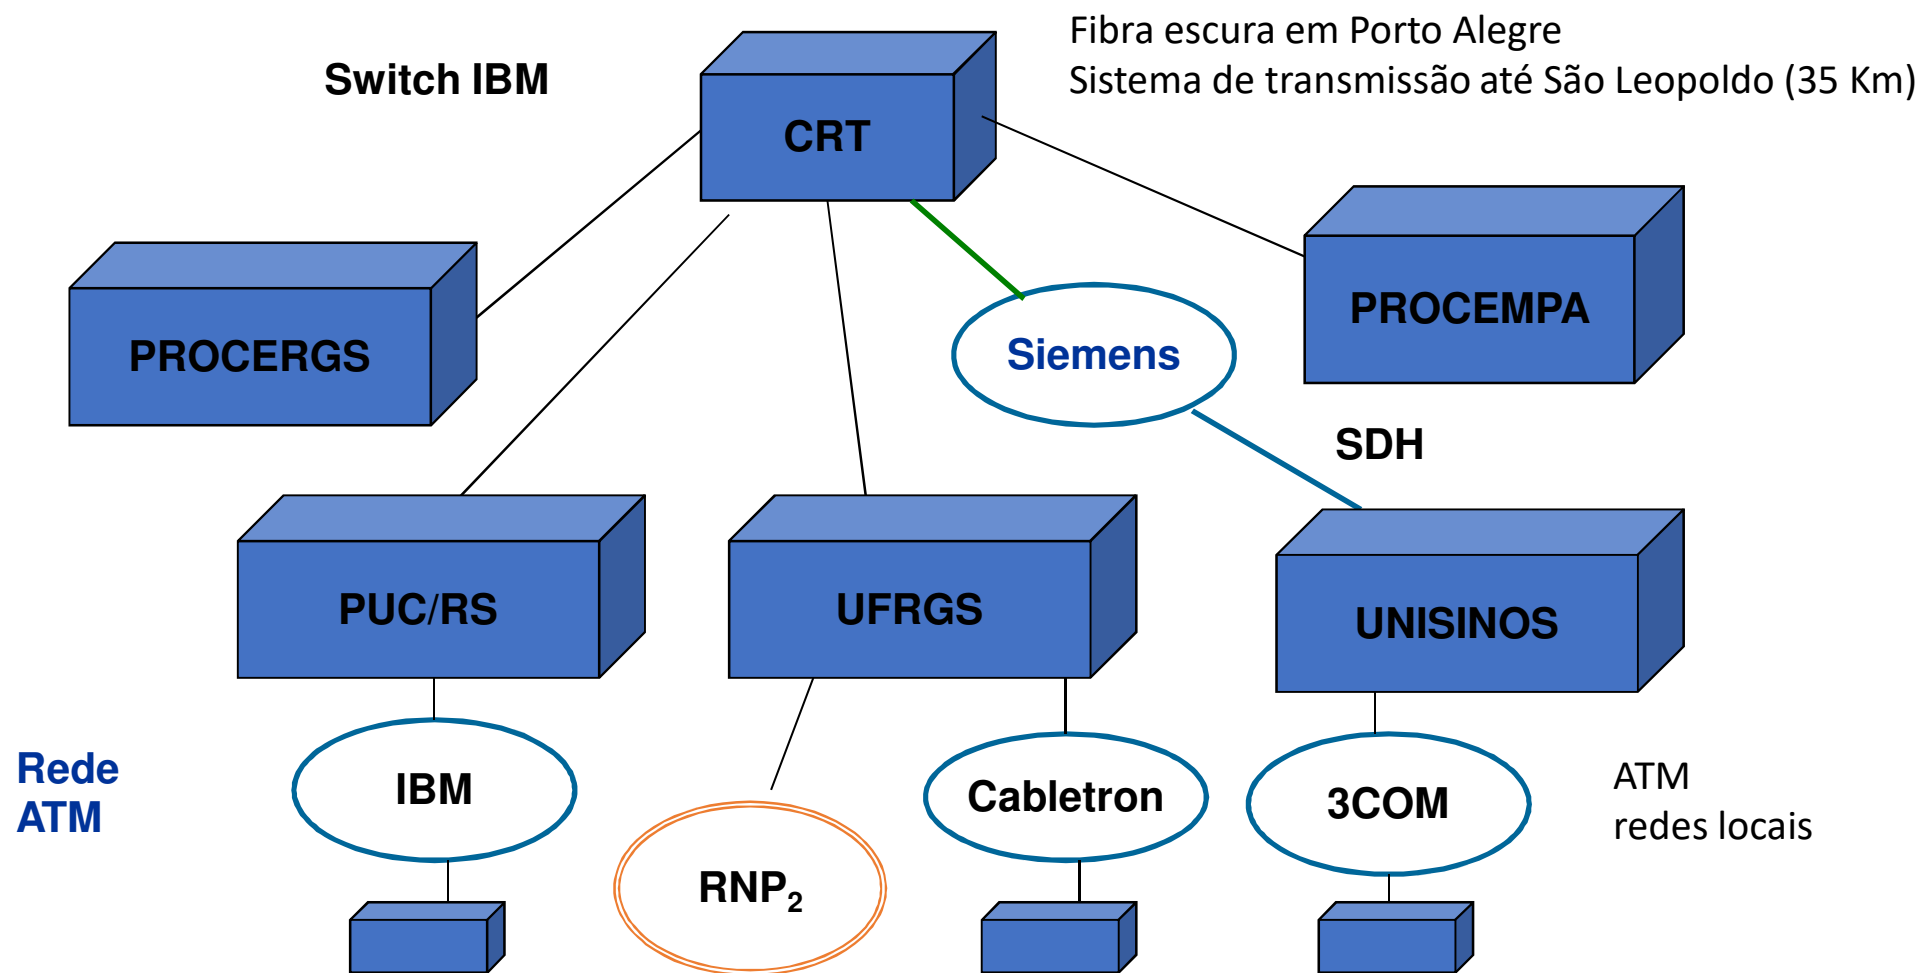 Fibra escura em Porto Alegre
Sistema de transmissão até São Leopoldo (35 Km)
Switch IBM
CRT
PROCERGS
Siemens
PROCEMPA
SDH
PUC/RS
UFRGS
UNISINOS
Rede
ATM
IBM
RNP2
Cabletron
3COM
ATM
redes locais